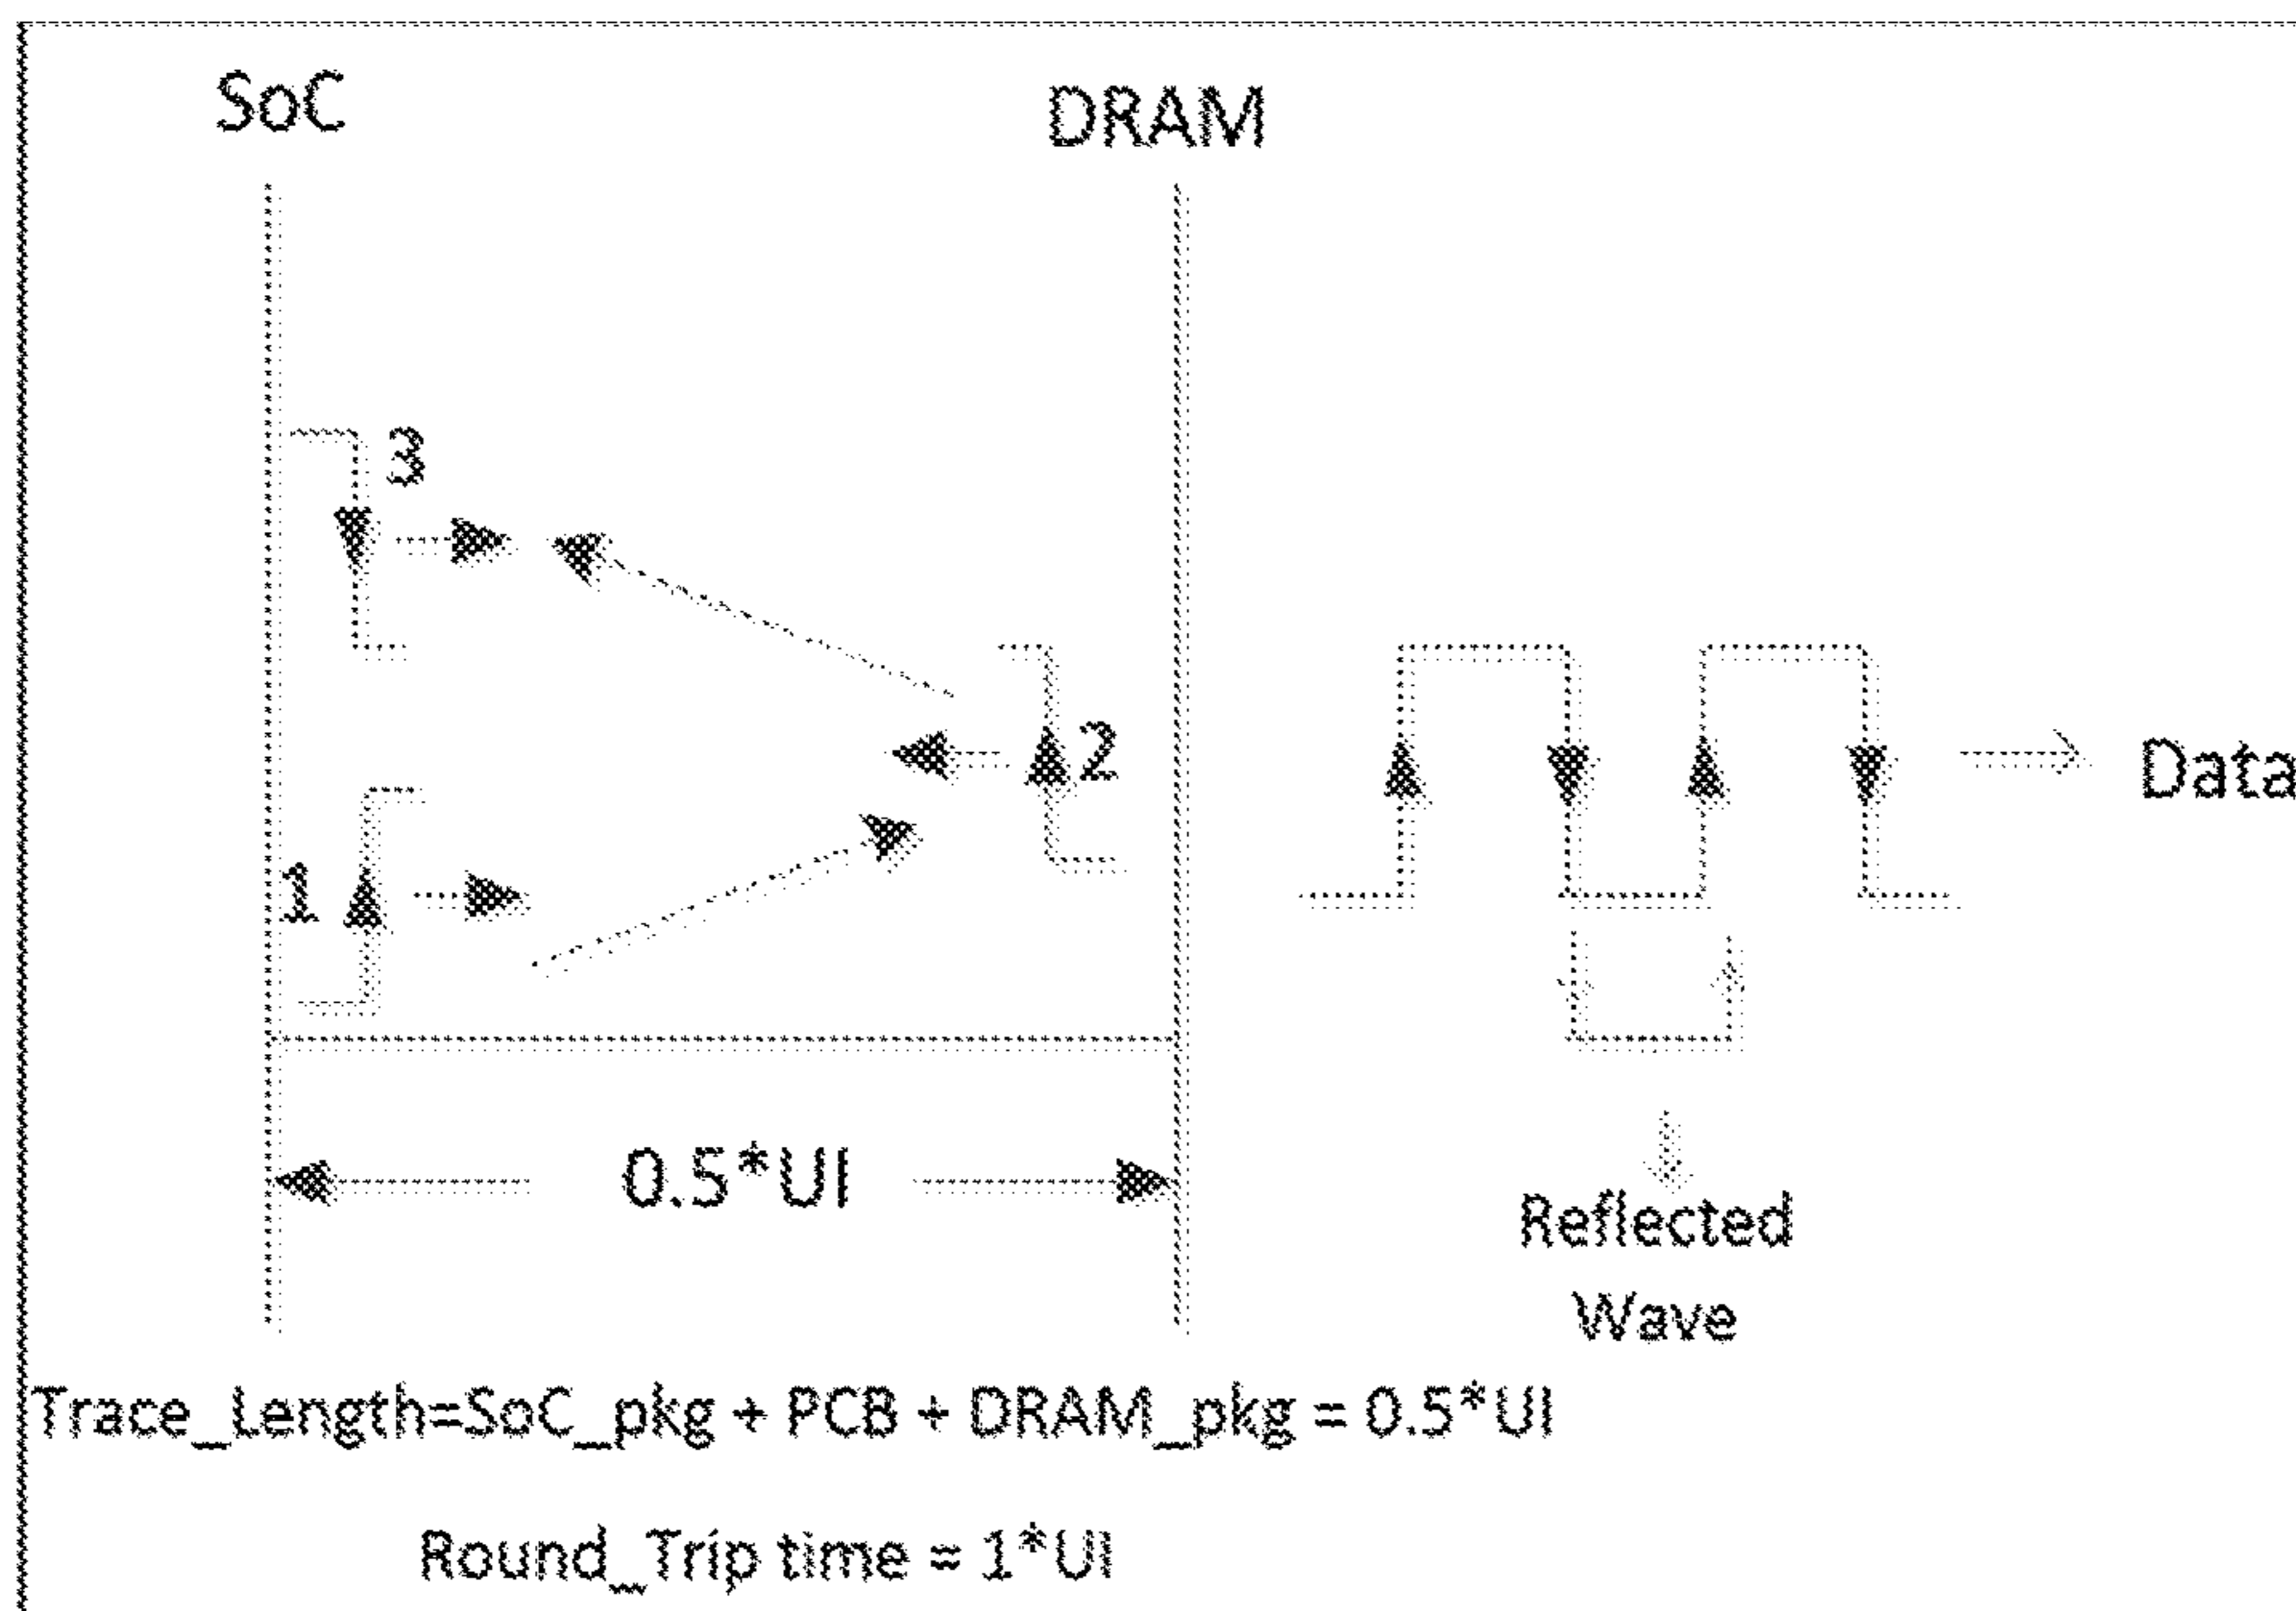 SoC
DRAM
3
2
1
Data
0.5*UI
Reflected
Wave
Trace_Length=SoC_pkg + PCB + DRAM_pkg = 0.5*UI
Round_Trip time = 1*UI